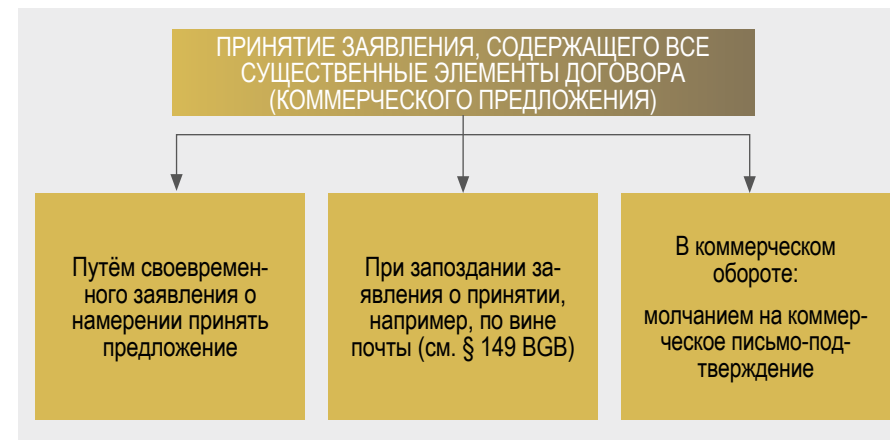 ПРИНЯТИЕ ЗАЯВЛЕНИЯ, СОДЕРЖАЩЕГО ВСЕ
СУЩЕСТВЕННЫЕ ЭЛЕМЕНТЫ ДОГОВОРА
(КОММЕРЧЕСКОГО ПРЕДЛОЖЕНИЯ)
Путём своевремен-
ного заявления о
намерении принять
предложение
При запоздании за-
явления о принятии,
например, по вине
почты (см. § 149 BGB)
В коммерческом
обороте:
молчанием на коммер-
ческое письмо-под-
тверждение